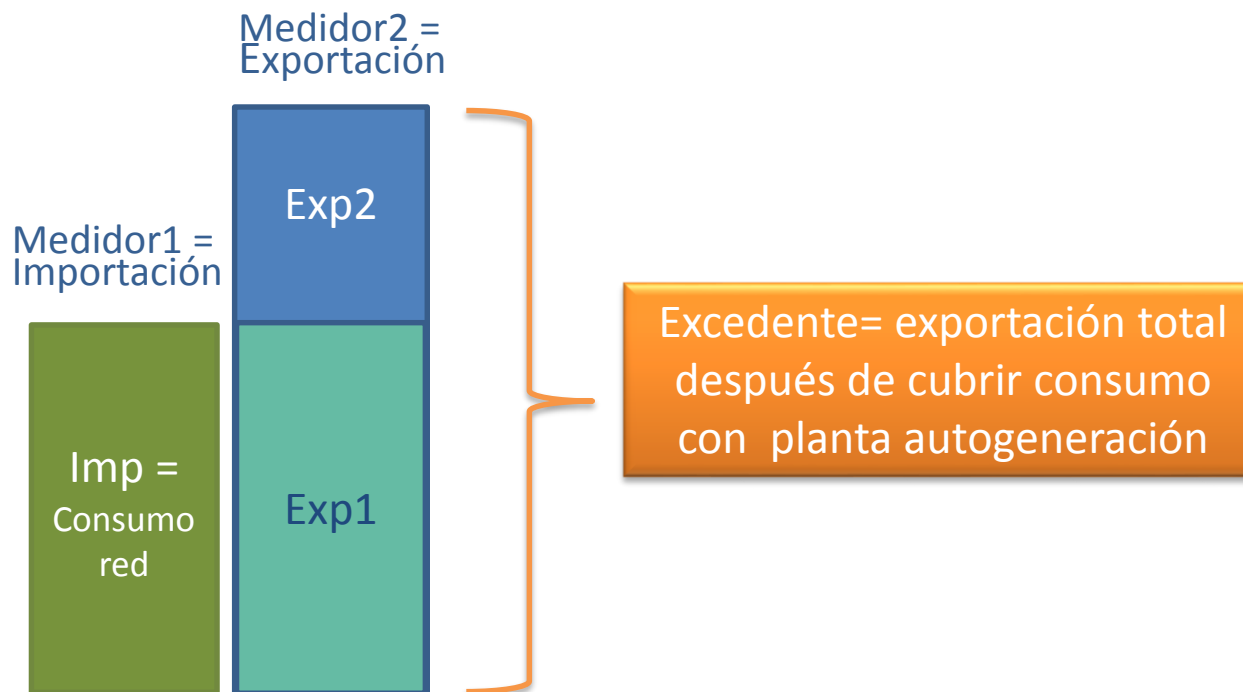 Medidor2 =
Exportación
Exp2
Medidor1 =
Importación
Imp =
Consumo
red
Exp1
Excedente= exportación total
después de cubrir consumo
con planta autogeneración